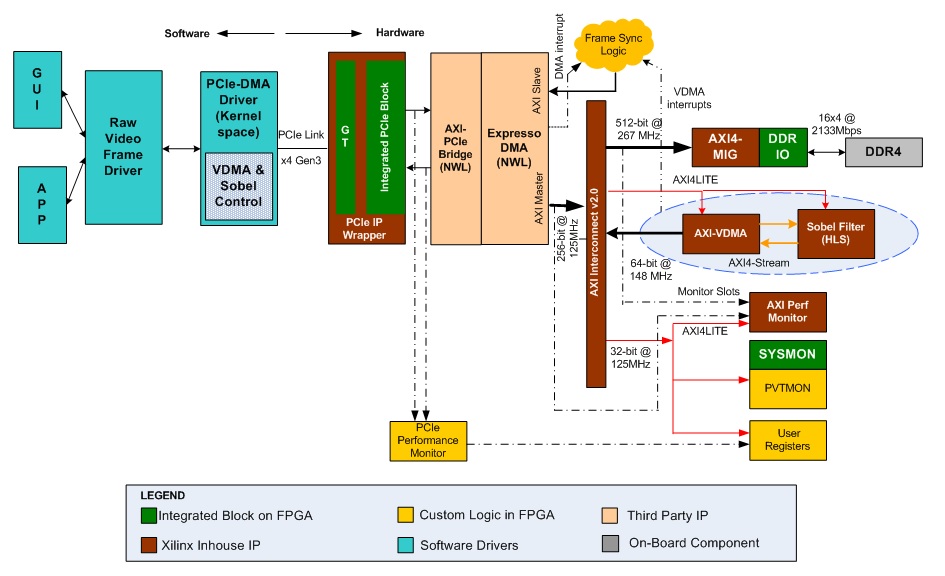 Software
Hardware
G
U
I
A
P
P
Raw
Video
Frame
Driver
PCIe-DMA
Driver
(Kernel
space)
VDMA &
Sobel
Control
PCIe Link
x4 Gen3
G
T
Integrated PCIe Block
PCIe IP
Wrapper
AXI-
PCIe
Bridge
(NWL)
Expresso
DMA
(NWL)
AXI Slave
AXI Master
DMA interrupt
Frame Sync
Logic
VDMA
interrupts
512-bit @
267 MHz
AXI4-
MIG
DDR
IO
16x4 @
2133Mbps
DDR4
AXI4LITE
AXI Interconnect v2.0
256-bit @
125MHz
AXI-VDMA
Sobel Filter
(HLS)
AXI4-Stream
64-bit @
148 MHz
Monitor Slots
AXI Perf
Monitor
AXI4LITE
32-bit @
125MHz
SYSMON
PVTMON
User
Registers
PCIe
Performance
Monitor
LEGEND
Integrated Block on FPGA
Custom Logic in FPGA
Third Party IP
Xilinx Inhouse IP
Software Drivers
On-Board Component